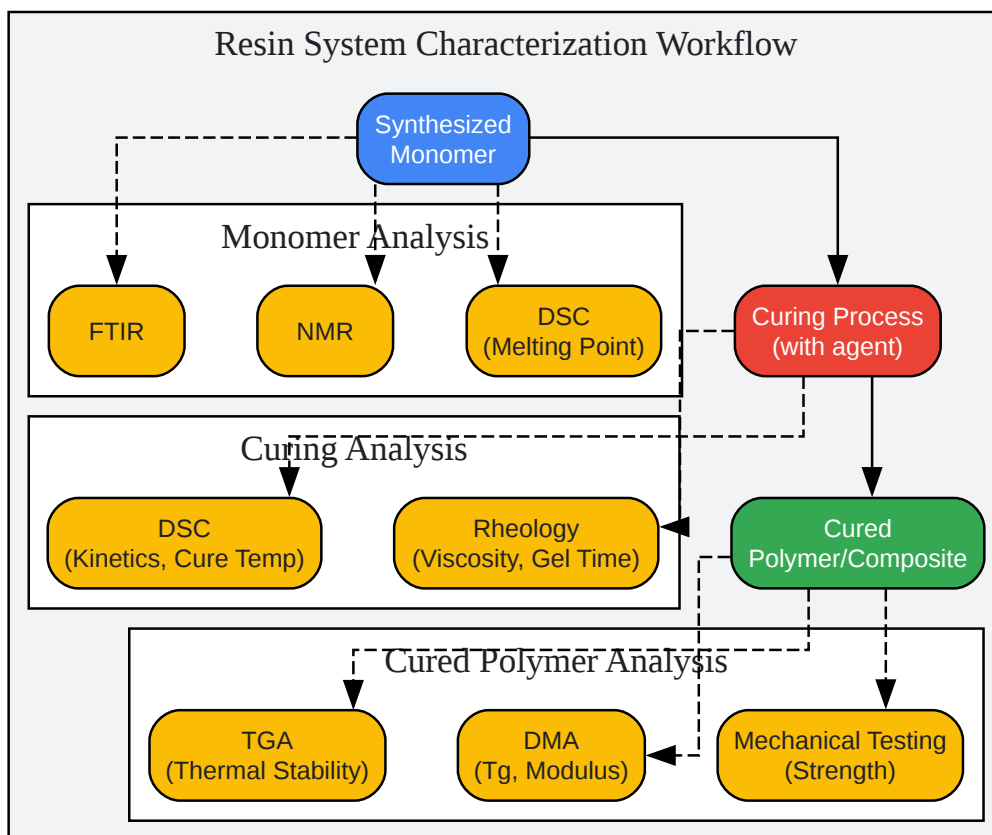 Resin System Characterization Workflow
Synthesized
Monomer
Monomer Analysis
FTIR
NMR
DSC
(Melting Point)
Curing Process
(with agent)
Curing Analysis
DSC
(Kinetics, Cure Temp)
Rheology
(Viscosity, Gel Time)
Cured
Polymer/Composite
Cured Polymer Analysis
TGA
(Thermal Stability)
DMA
(Tg, Modulus)
Mechanical Testing
(Strength)